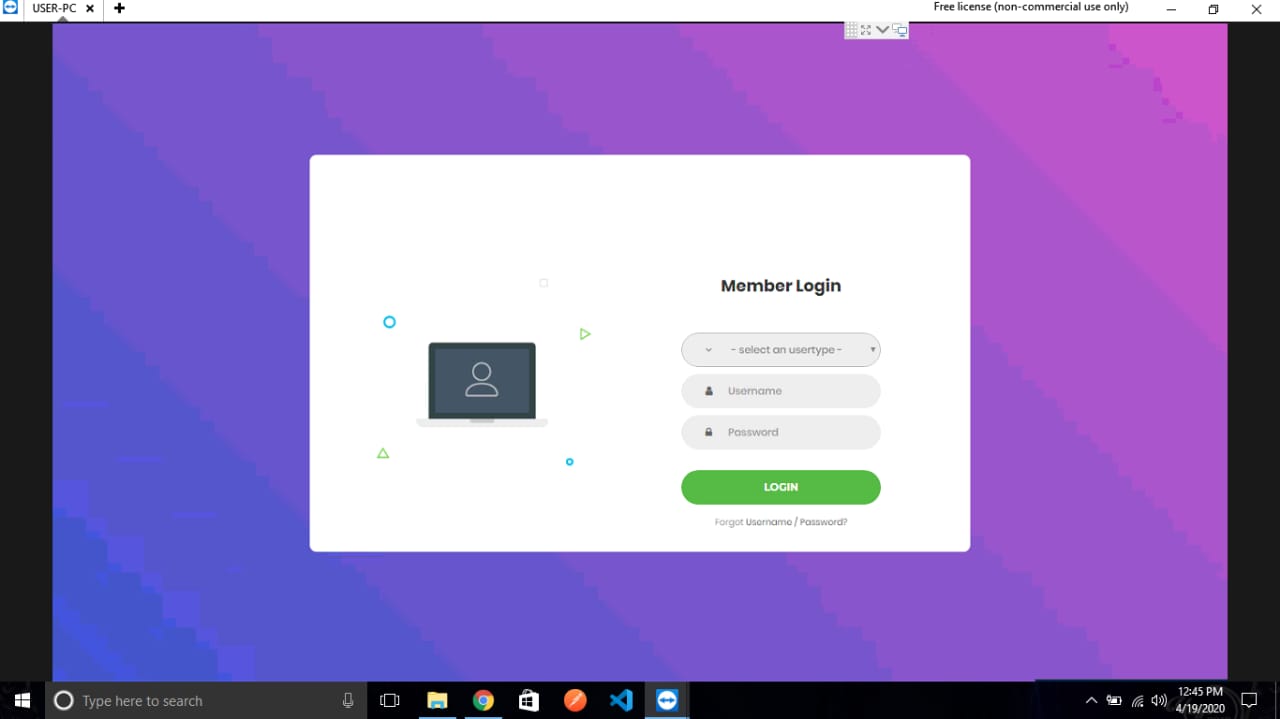 USER-PC
Free license (non-commercial use only)
Member Login
- select an usertype -
Username
Password
LOGIN
Forgot Username / Password?
Type here to search
12:45 PM
4/19/2020